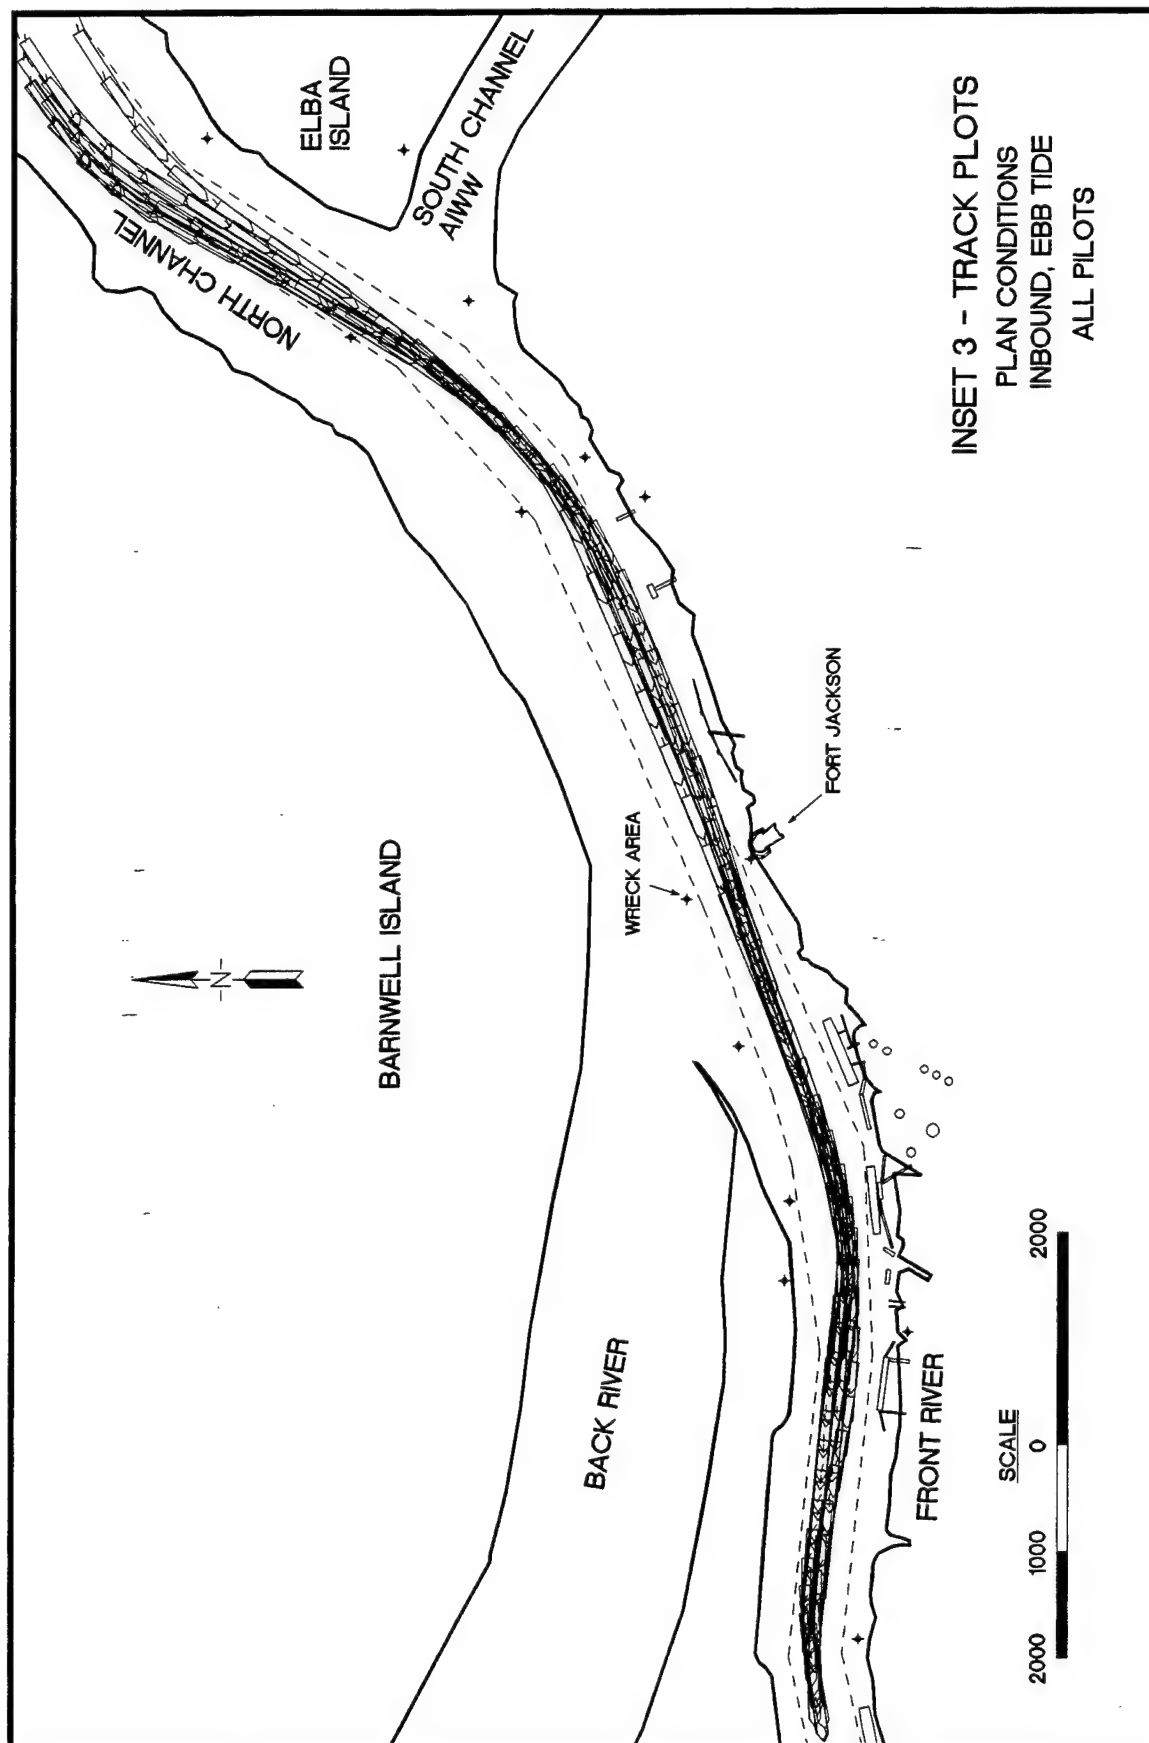 ELBA
ISLAND
SOUTH CHANNEL
AIWW
NORTH CHANNEL
BARNWELL ISLAND
-N-
WRECK AREA
FORT JACKSON
BACK RIVER
FRONT RIVER
INSET 3 - TRACK PLOTS
PLAN CONDITIONS
INBOUND, EBB TIDE
ALL PILOTS
SCALE
2000 1000 0 2000